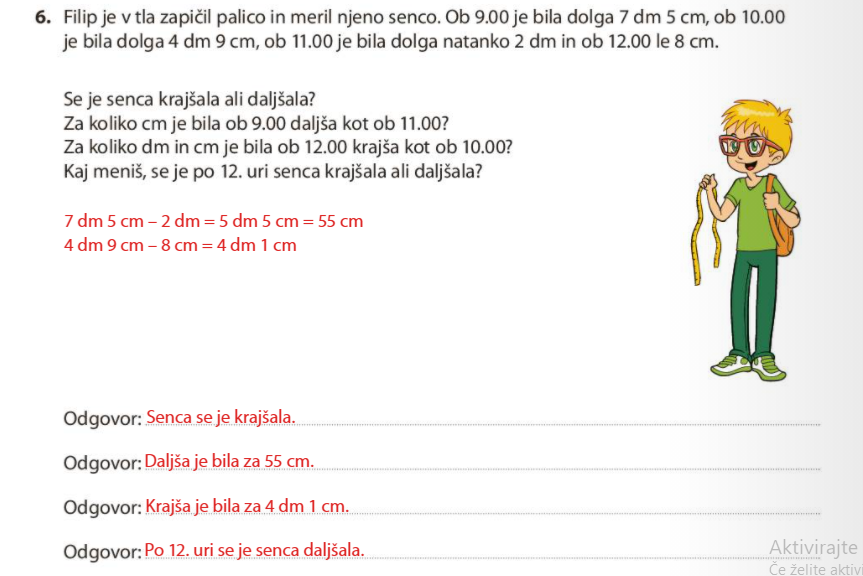 6. Filip je v tla zapičil palico in meril njeno senco. Ob 9.00 je bila dolga 7 dm 5 cm, ob 10.00
je bila dolga 4 dm 9 cm, ob 11.00 je bila dolga natanko 2 dm in ob 12.00 le 8 cm.
Se je senca krajšala ali daljšala?
Za koliko cm je bila ob 9.00 daljša kot ob 11.00?
Za koliko dm in cm je bila ob 12.00 krajša kot ob 10.00?
Kaj meniš, se je po 12. uri senca krajšala ali daljšala?
7 dm 5 cm – 2 dm = 5 dm 5 cm = 55 cm
4 dm 9 cm – 8 cm = 4 dm 1 cm
Odgovor: Senca se je krajšala.
Odgovor: Daljša je bila za 55 cm.
Odgovor: Krajša je bila za 4 dm 1 cm.
Odgovor: Po 12. uri se je senca daljšala.
Aktivirajte
Če želite aktiv